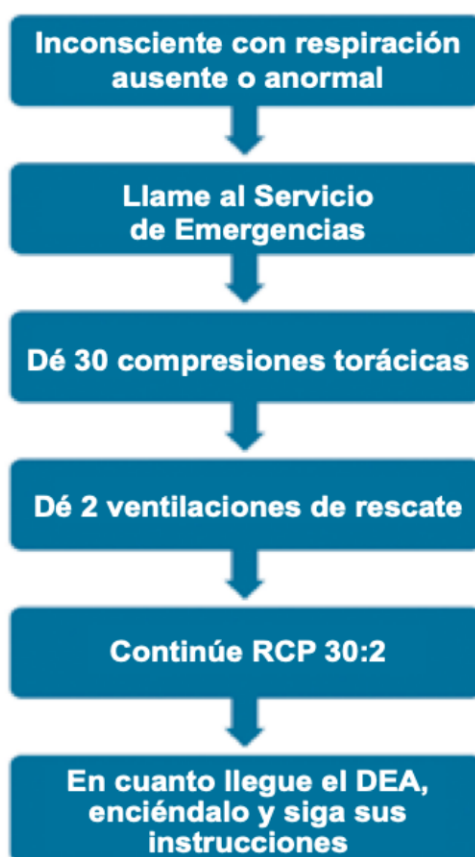 Inconsciente con respiración
ausente o anormal
Llame al Servicio
de Emergencias
Dé 30 compresiones torácicas
Dé 2 ventilaciones de rescate
Continúe RCP 30:2
En cuanto llegue el DEA,
enciéndalo y siga sus
instrucciones